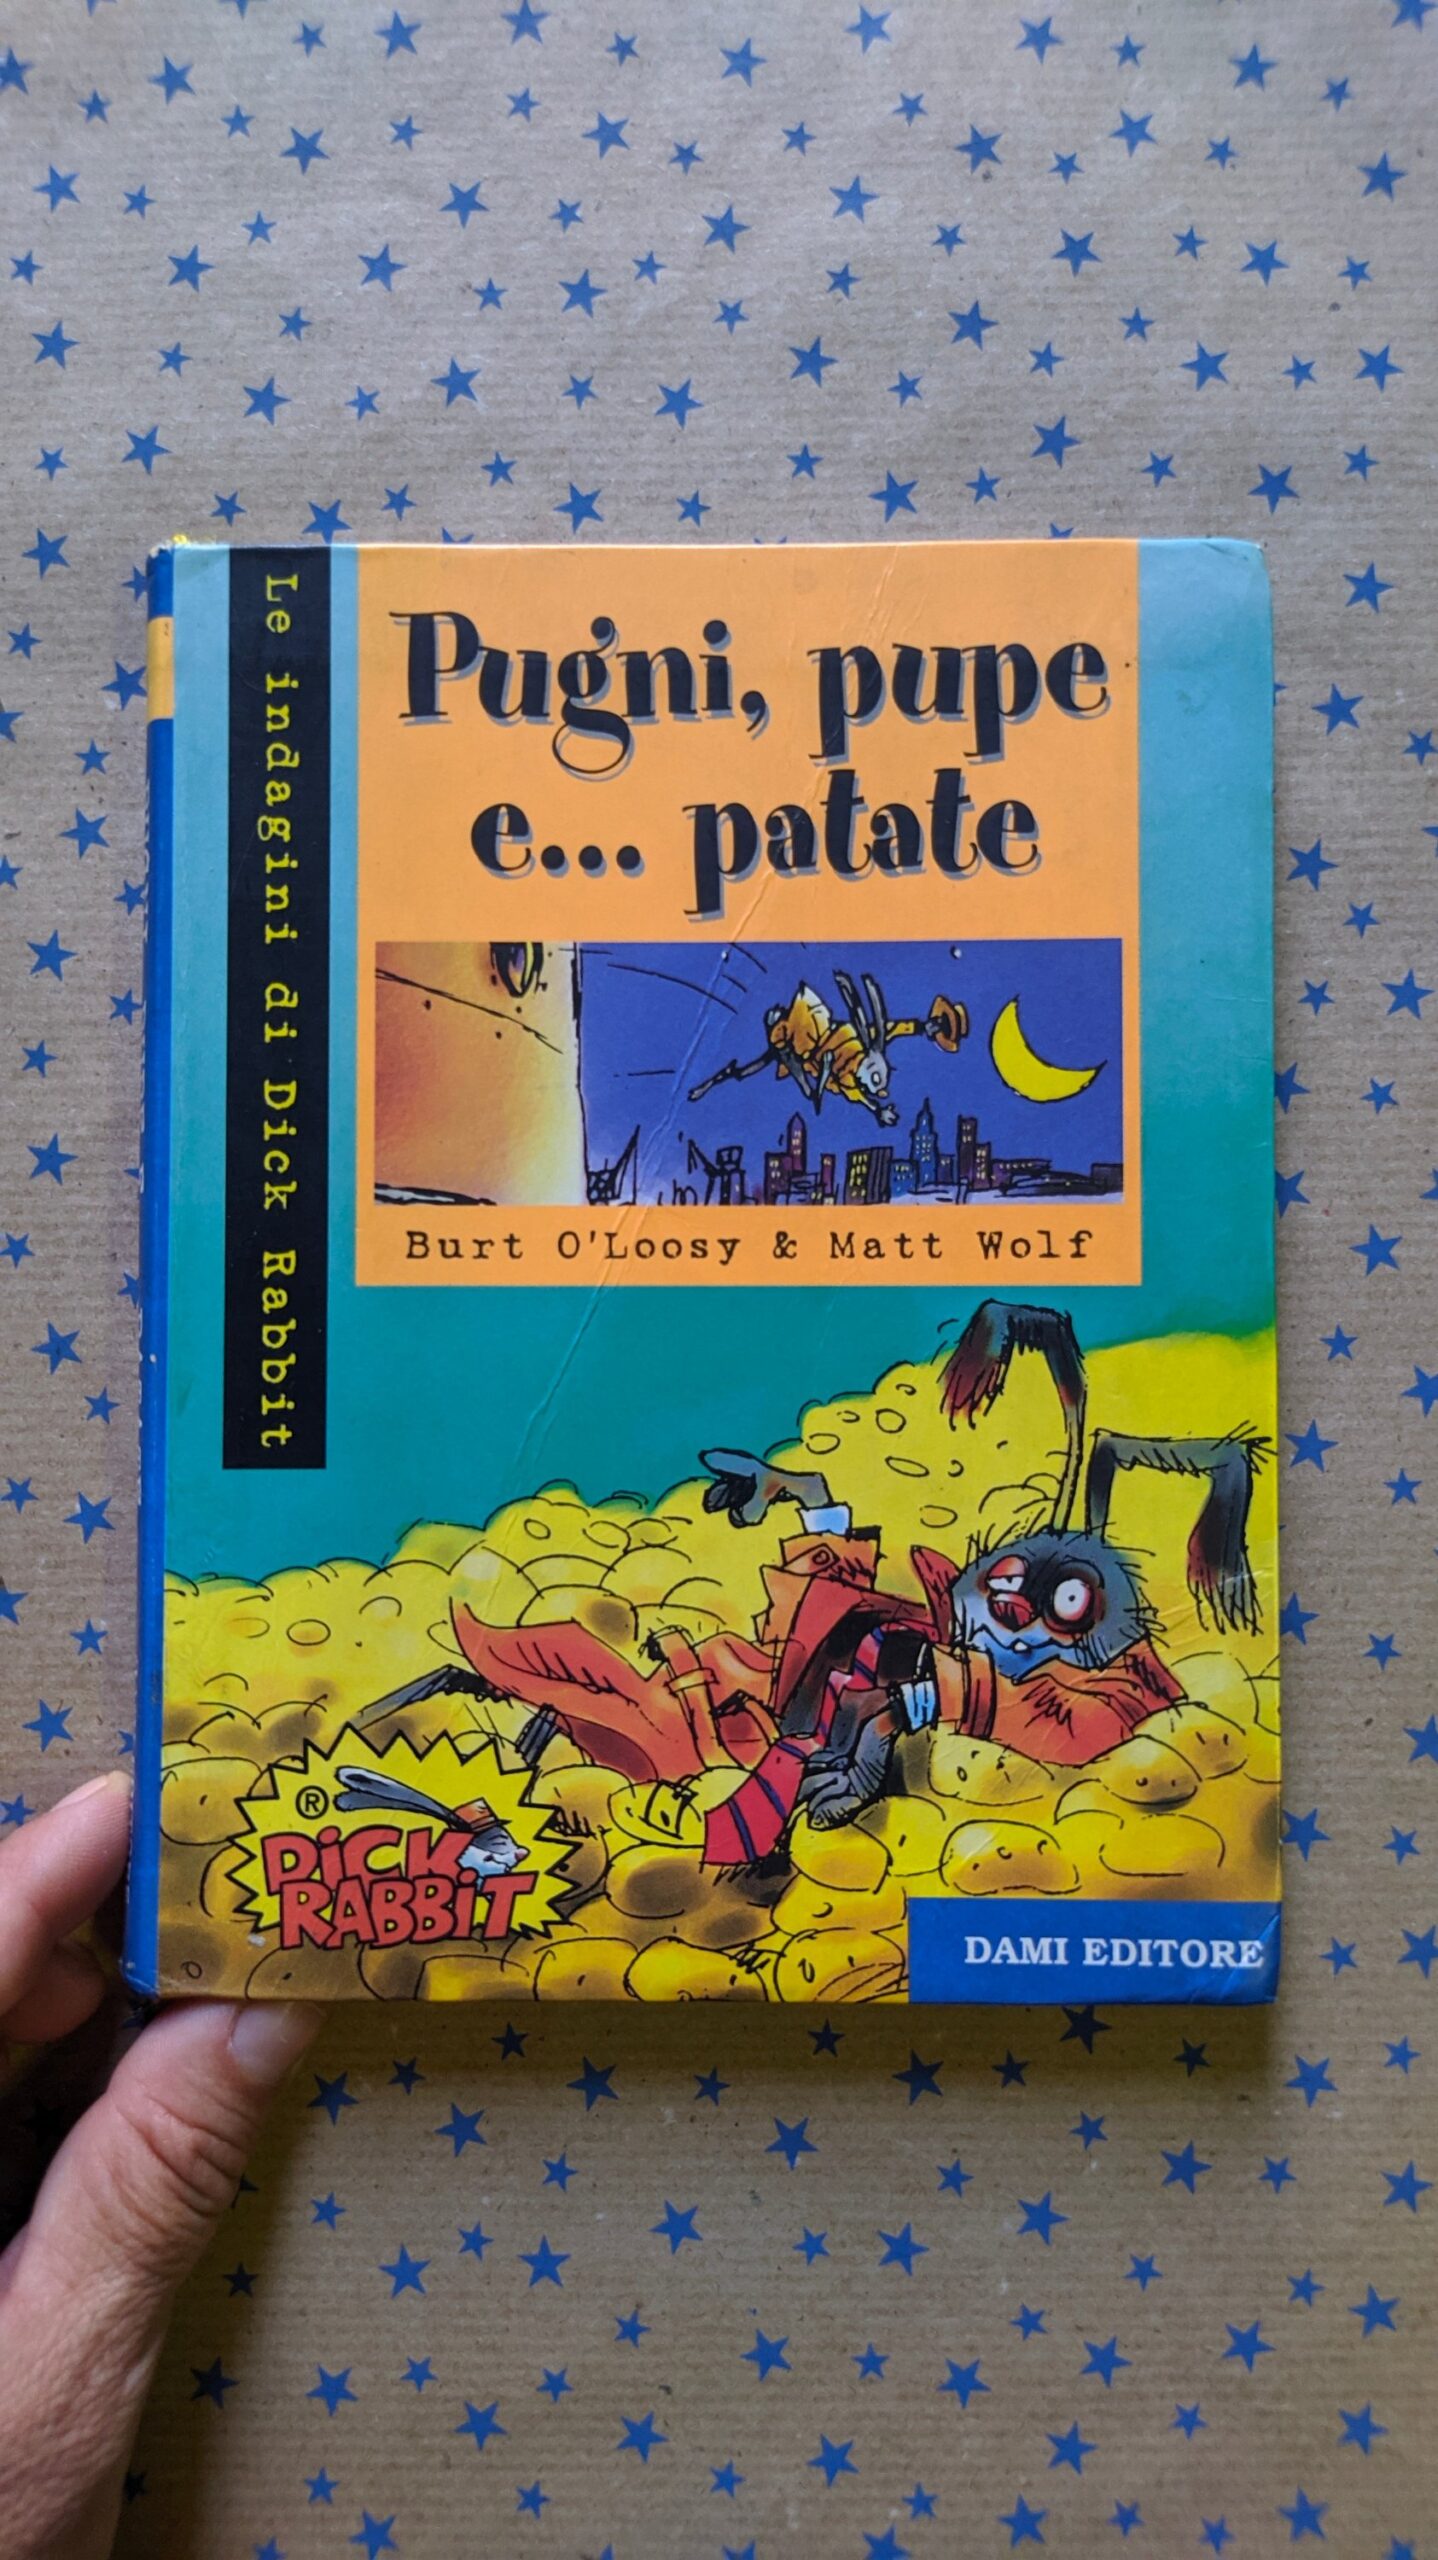 Le indagini di Dick Rabbit
Pugni, pupe
e... patate
Burt O'Loosy & Matt Wolf
®
DiCK
RABBiT
DAMI EDITORE